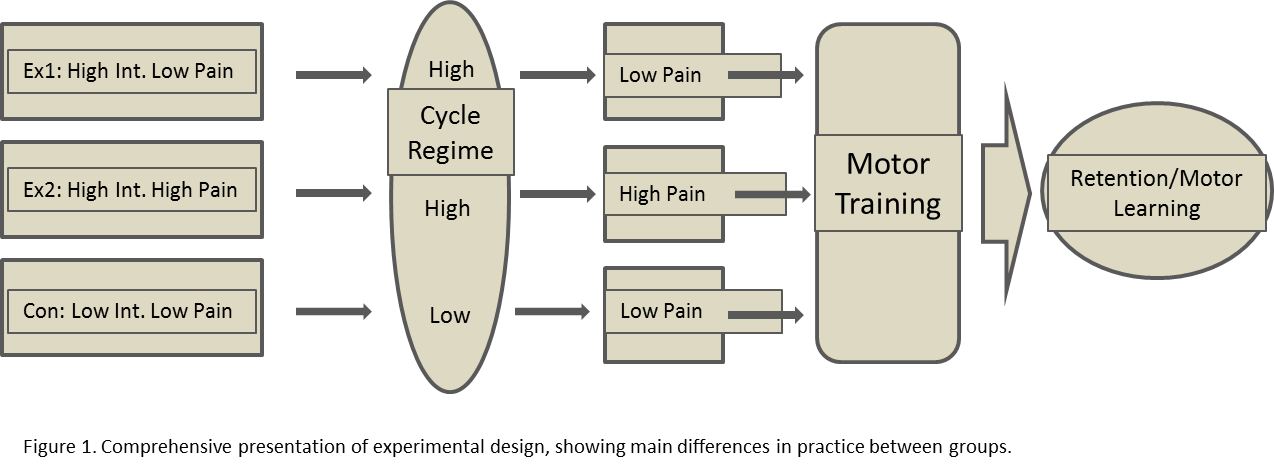 Ex1: High Int. Low Pain
High
Low Pain
Cycle
Regime
Ex2: High Int. High Pain
High
High Pain
Motor
Training
Retention/Motor
Learning
Con: Low Int. Low Pain
Low
Low Pain
Figure 1. Comprehensive presentation of experimental design, showing main differences in practice between groups.